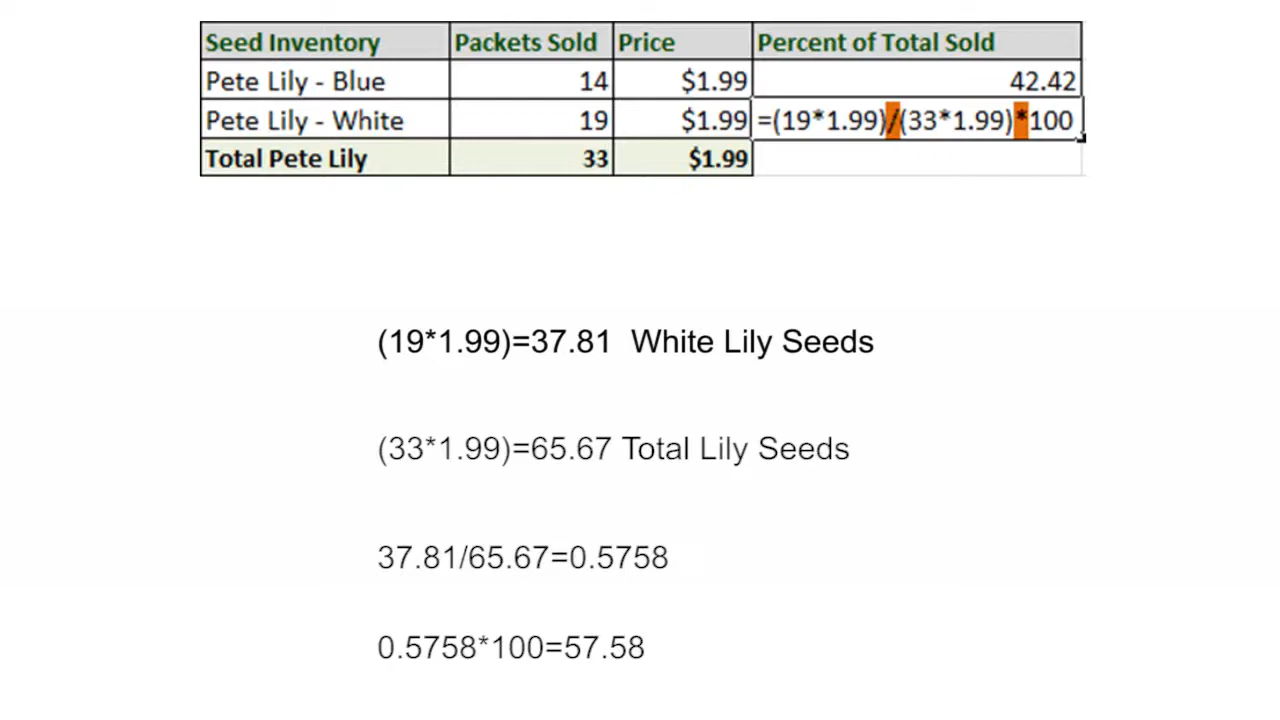 Seed Inventory Packets Sold Price Percent of Total Sold
Pete Lily - Blue 14 $1.99 42.42
Pete Lily - White 19 $1.99 =(19*1.99)/(33*1.99)*100
Total Pete Lily 33 $1.99
(19*1.99)=37.81 White Lily Seeds
(33*1.99)=65.67 Total Lily Seeds
37.81/65.67=0.5758
0.5758*100=57.58